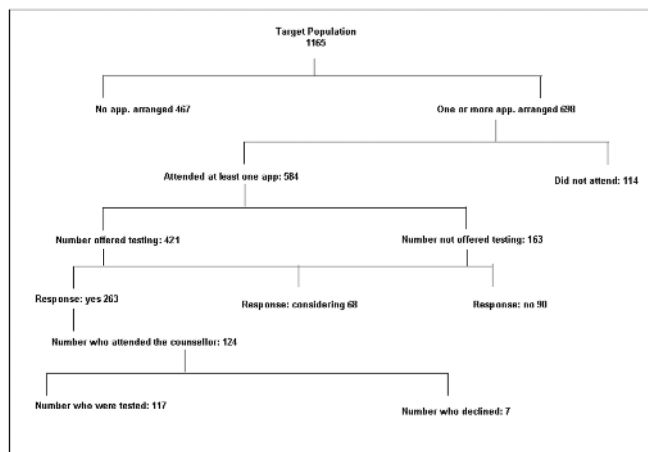 Target Population
1165
No app. arranged 467
One or more app. arranged 698
Attended at least one app: 584
Did not attend: 114
Number offered testing: 421
Number not offered testing: 163
Response: yes 263
Response: considering 68
Response: no 90
Number who attended the counsellor: 124
Number who were tested: 117
Number who declined: 7